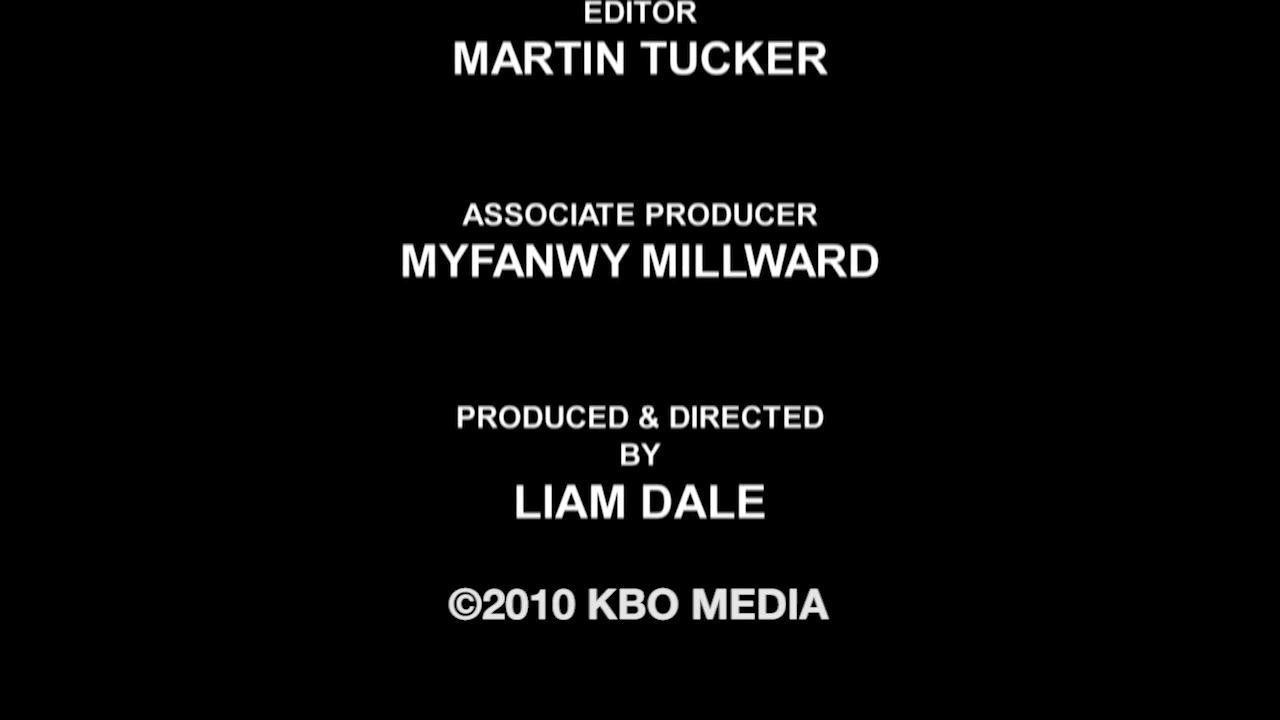 EDITOR
MARTIN TUCKER
ASSOCIATE PRODUCER
MYFANWY MILLWARD
PRODUCED & DIRECTED
BY
LIAM DALE
©2010 KBO MEDIA